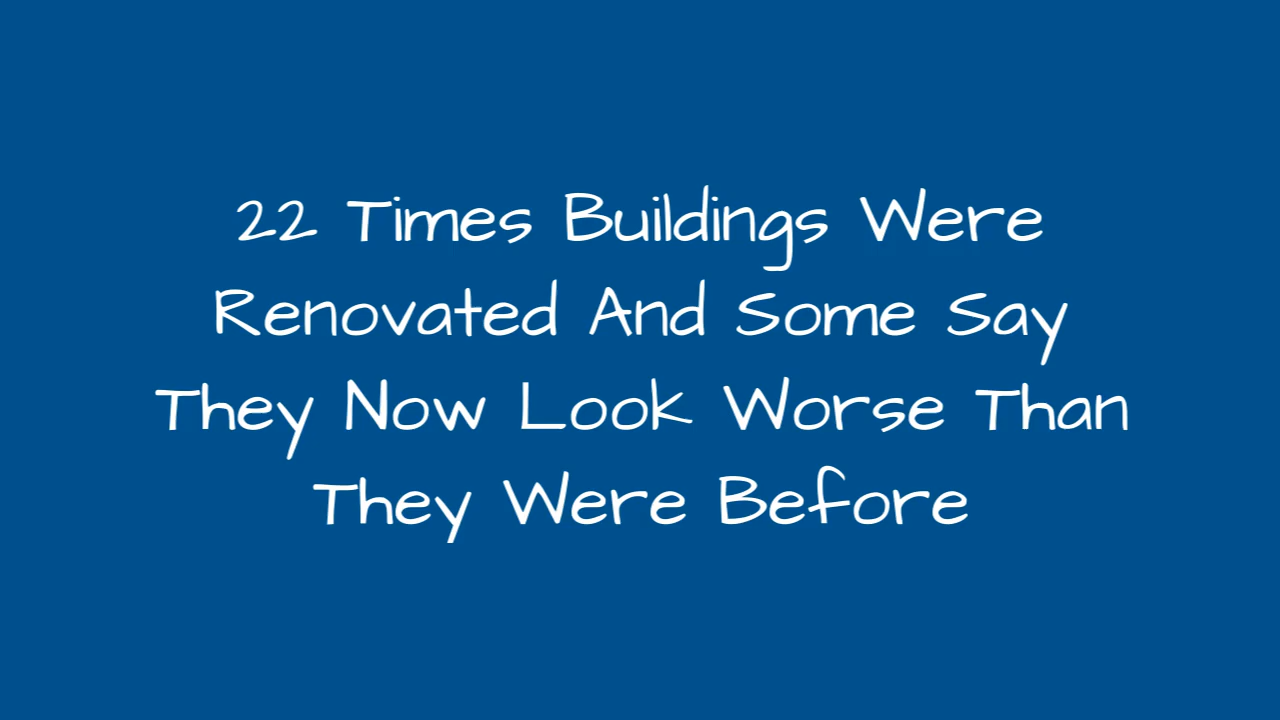 22 Times Buildings Were
Renovated And Some Say
They Now Look Worse Than
They Were Before